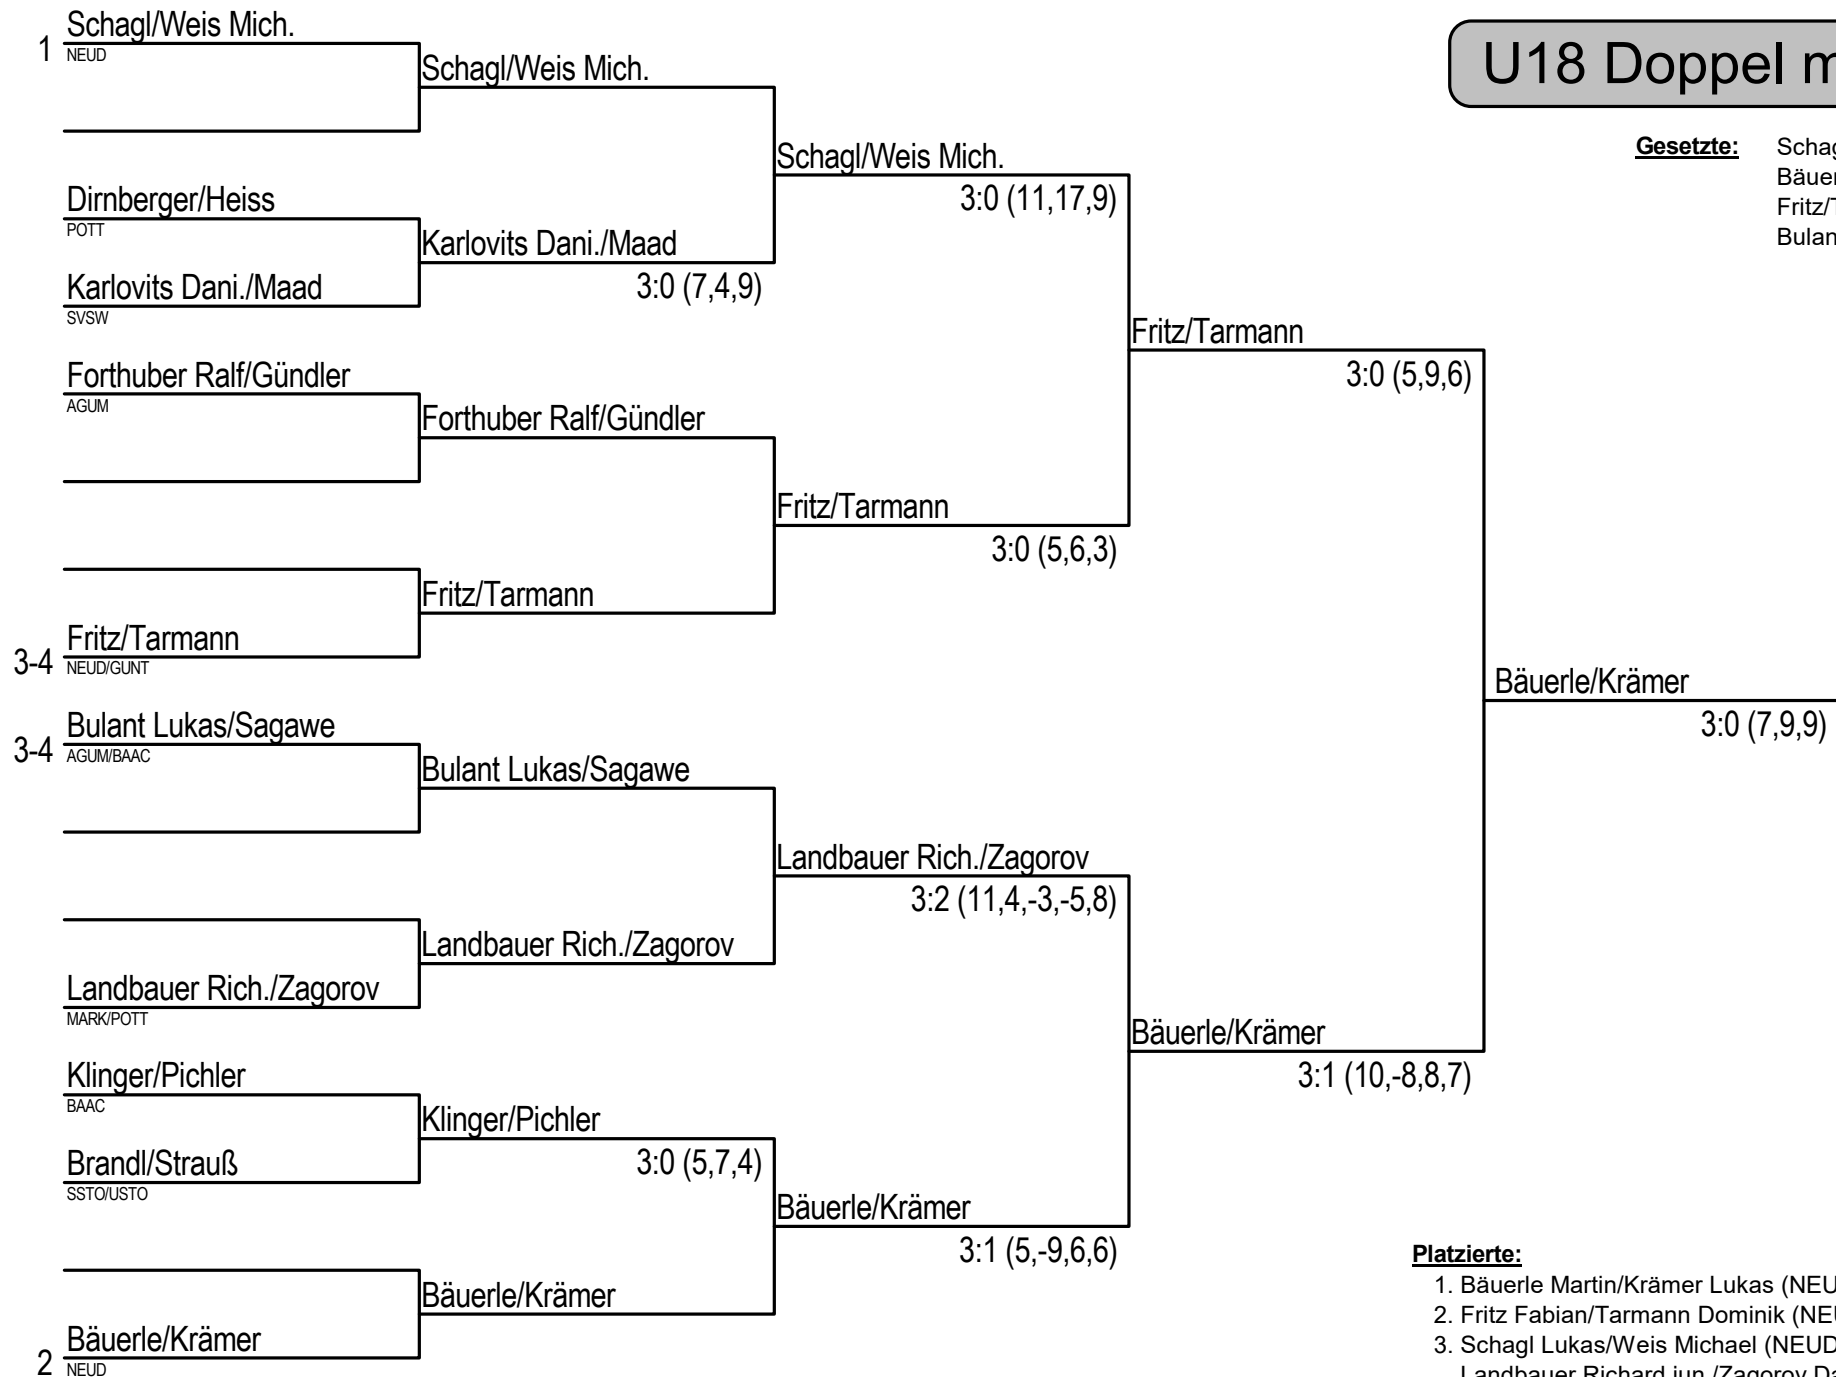 U18 Doppel
Gesetzte:
1 Schagl/Weis Mich.
NEUD
Dirnberger/Heiss
POTT
Karlovits Dani./Maad
SVSW
Forthuber Ralf/Gündler
AGUM
3-4 Fritz/Tarmann
NEUD/GUNT
3-4 Bulant Lukas/Sagawe
AGUM/BAAC
Landbauer Rich./Zagorov
MARK/POTT
Klinger/Pichler
BAAC
Brandl/Strauß
SSTO/USTO
2 Bäuerle/Krämer
NEUD
Schagl/Weis Mich.
Karlovits Dani./Maad
3:0 (7,4,9)
Forthuber Ralf/Gündler
Fritz/Tarmann
Bulant Lukas/Sagawe
Landbauer Rich./Zagorov
Klinger/Pichler
3:0 (5,7,4)
Bäuerle/Krämer
Schagl/Weis Mich.
3:0 (11,17,9)
Fritz/Tarmann
3:0 (5,6,3)
Landbauer Rich./Zagorov
3:2 (11,4,-3,-5,8)
Bäuerle/Krämer
3:1 (5,-9,6,6)
Fritz/Tarmann
3:0 (5,9,6)
Bäuerle/Krämer
3:1 (10,-8,8,7)
Bäuerle/Krämer
3:0 (7,9,9)
Platzierte:
1. Bäuerle Martin/Krämer Lukas (NEU
2. Fritz Fabian/Tarmann Dominik (NEU
3. Schagl Lukas/Weis Michael (NEUD
Landbauer Richard jun./Zagorov